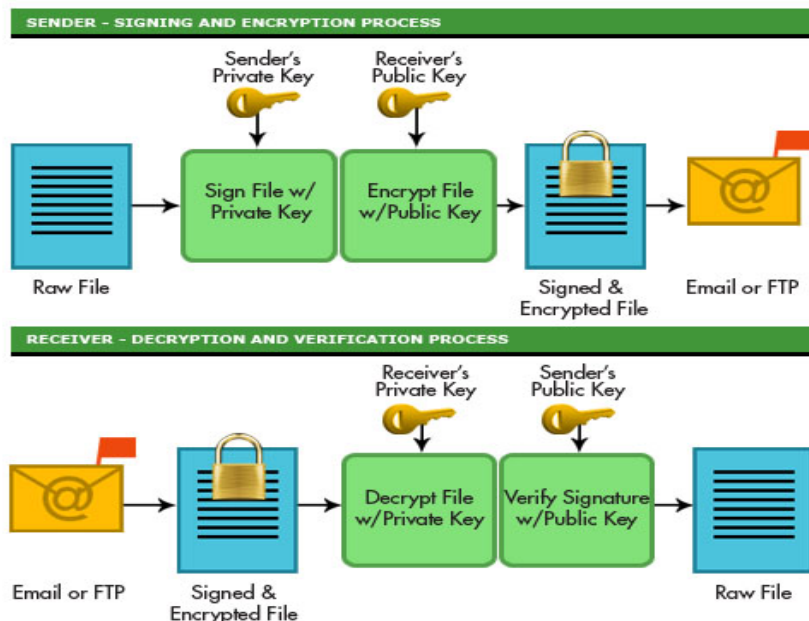 SENDER - SIGNING AND ENCRYPTION PROCESS
Sender's
Private Key
Receiver's
Public Key
Sign File w/
Private Key
Encrypt File
w/Public Key
@
Raw File
Signed &
Encrypted File
Email or FTP
RECEIVER - DECRYPTION AND VERIFICATION PROCESS
Receiver's
Private Key
Sender's
Public Key
@
Decrypt File
w/Private Key
Verify Signature
w/Public Key
Email or FTP
Signed &
Encrypted File
Raw File